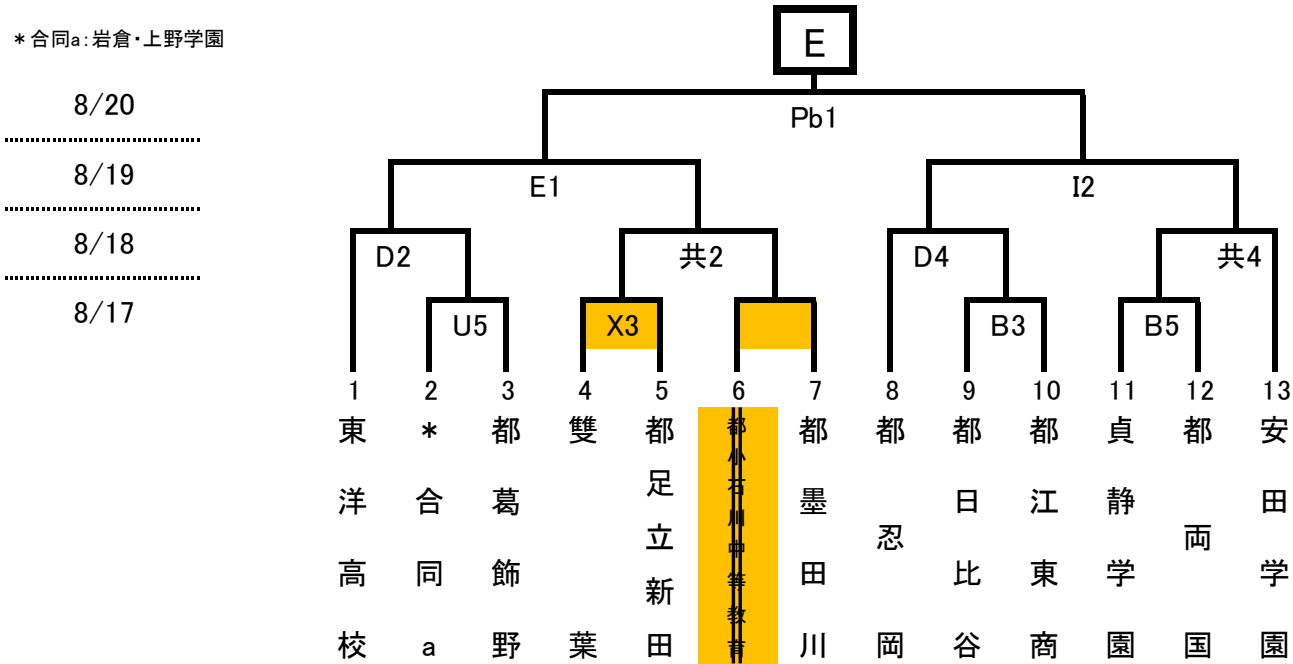 ＊合同a：岩倉・上野学園
E
8/20
Pb1
8/19
E1
I2
8/18
D2
共2
D4
共4
8/17
U5
X3
B3
B5
1
2
3
4
5
6
7
8
9
10
11
12
13
東洋高校
＊合同a
都葛飾野
雙葉
都足立新田
都小石川中等教育
都墨田川
都忍岡
都日比谷
都江東商
貞静学園
都両国
安田学園